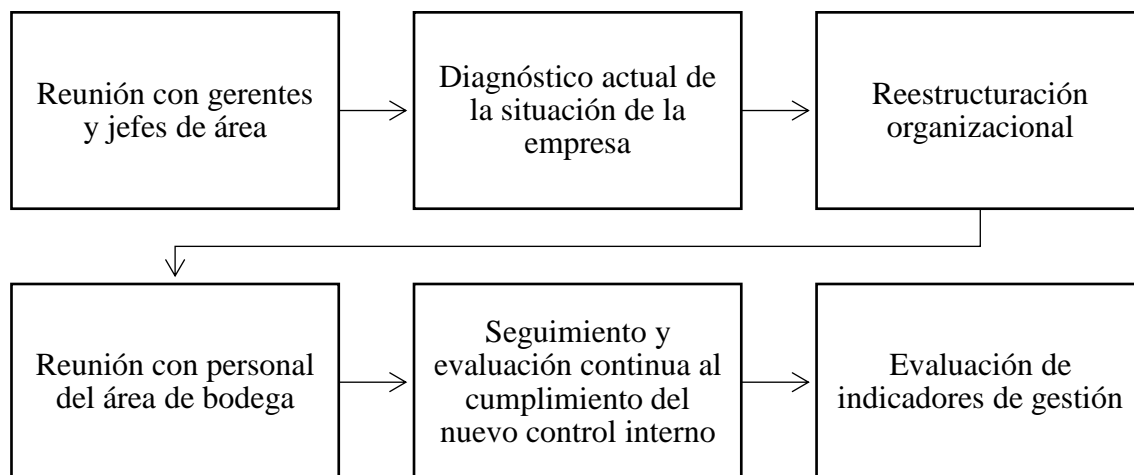 Reunión con gerentes
y jefes de área
Diagnóstico actual de
la situación de la
empresa
Reestructuración
organizacional
Reunión con personal
del área de bodega
Seguimiento y
evaluación continua al
cumplimiento del
nuevo control interno
Evaluación de
indicadores de gestión